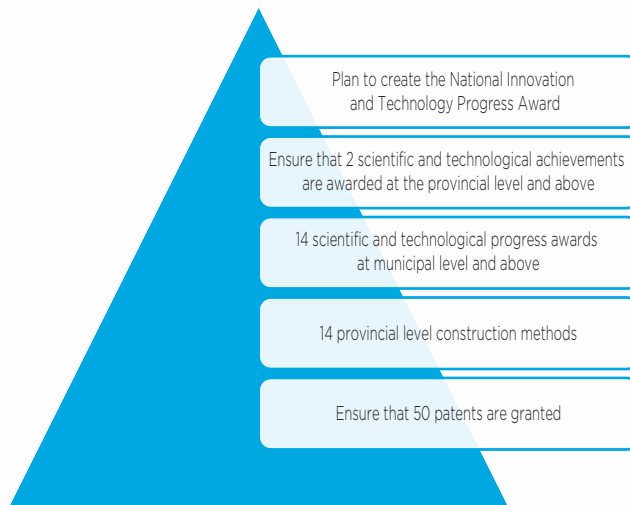 Plan to create the National Innovation
and Technology Progress Award
Ensure that 2 scientific and technological achievements
are awarded at the provincial level and above
14 scientific and technological progress awards
at municipal level and above
14 provincial level construction methods
Ensure that 50 patents are granted